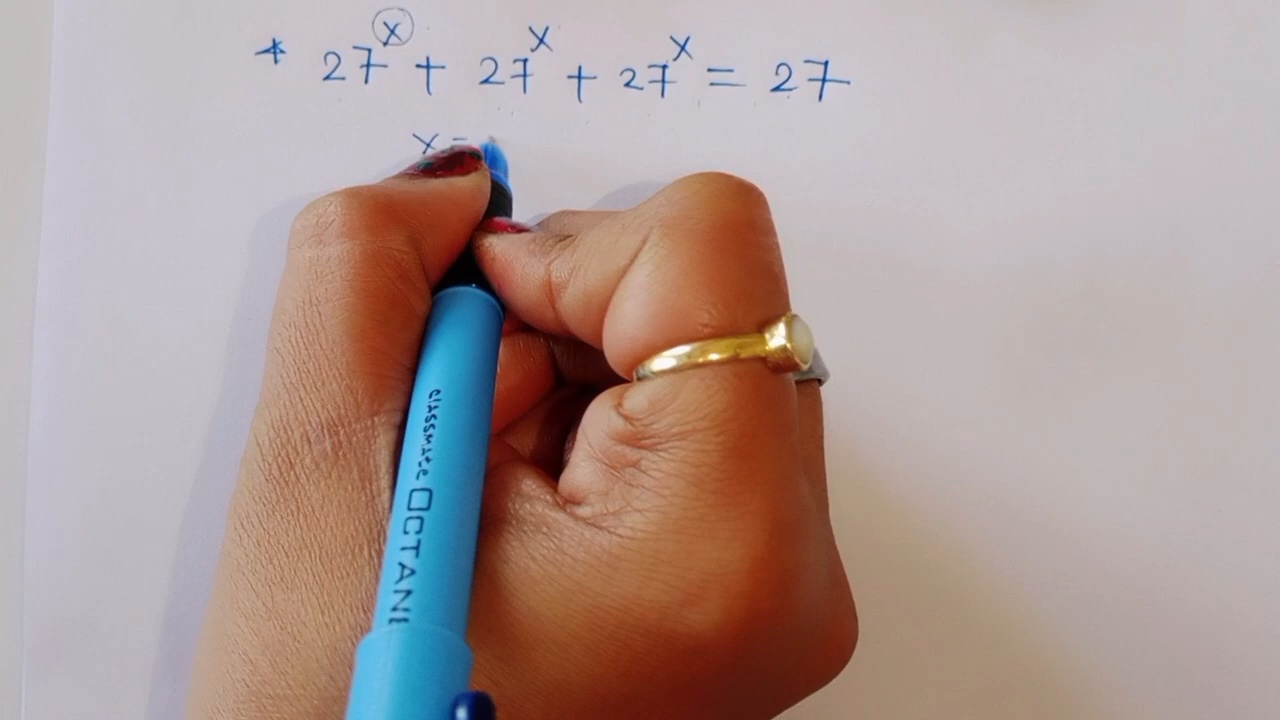 * 27^x + 27^x + 27^x = 27
x =
classmate OCTANE